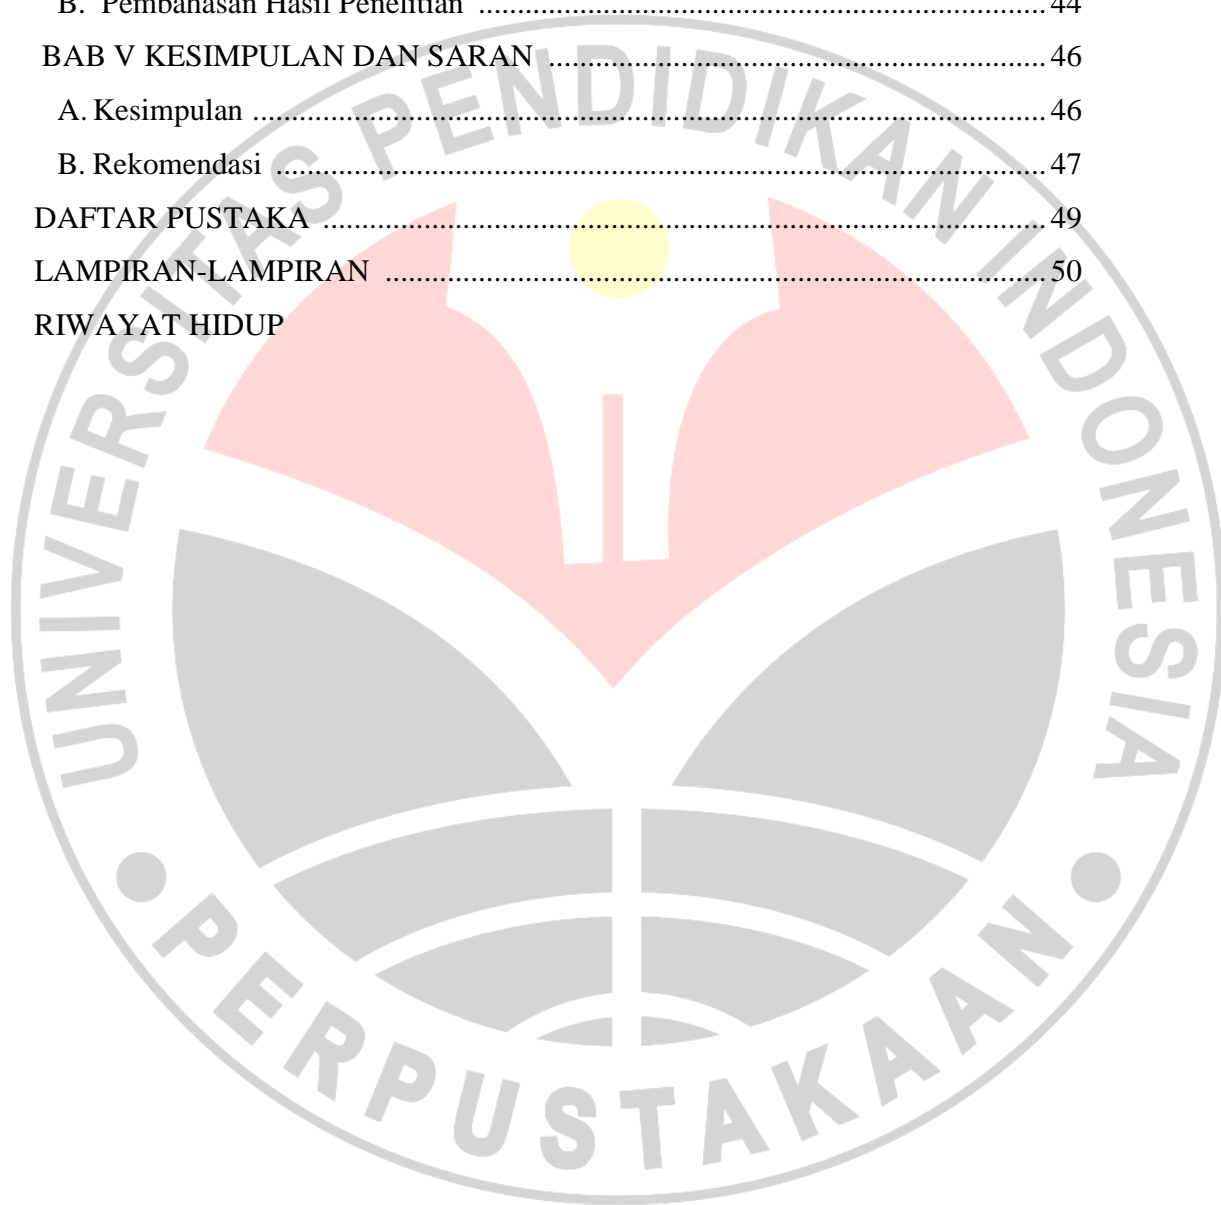 B. Pembahasan Hasil Penelitian ........................................................................... 44
BAB V KESIMPULAN DAN SARAN ................................................................. 46
A. Kesimpulan ........................................................................................................ 46
B. Rekomendasi ..................................................................................................... 47
DAFTAR PUSTAKA .............................................................................................. 49
LAMPIRAN-LAMPIRAN ...................................................................................... 50
RIWAYAT HIDUP
UNIVERSITAS PENDIDIKAN INDONESIA
PERPUSTAKAAN